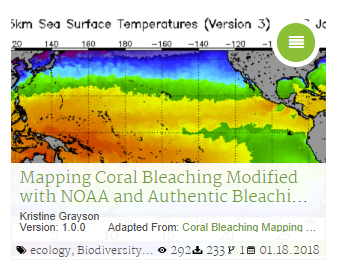 5km Sea Surface Temperatures (Version 3)
20 140 160 180 -160 -140 -120 -1
Mapping Coral Bleaching Modified
with NOAA and Authentic Bleachi...
Kristine Grayson
Version: 1.0.0 Adapted From: Coral Bleaching Mapping ...
ecology, Biodiversity... 292 233 1 01.18.2018